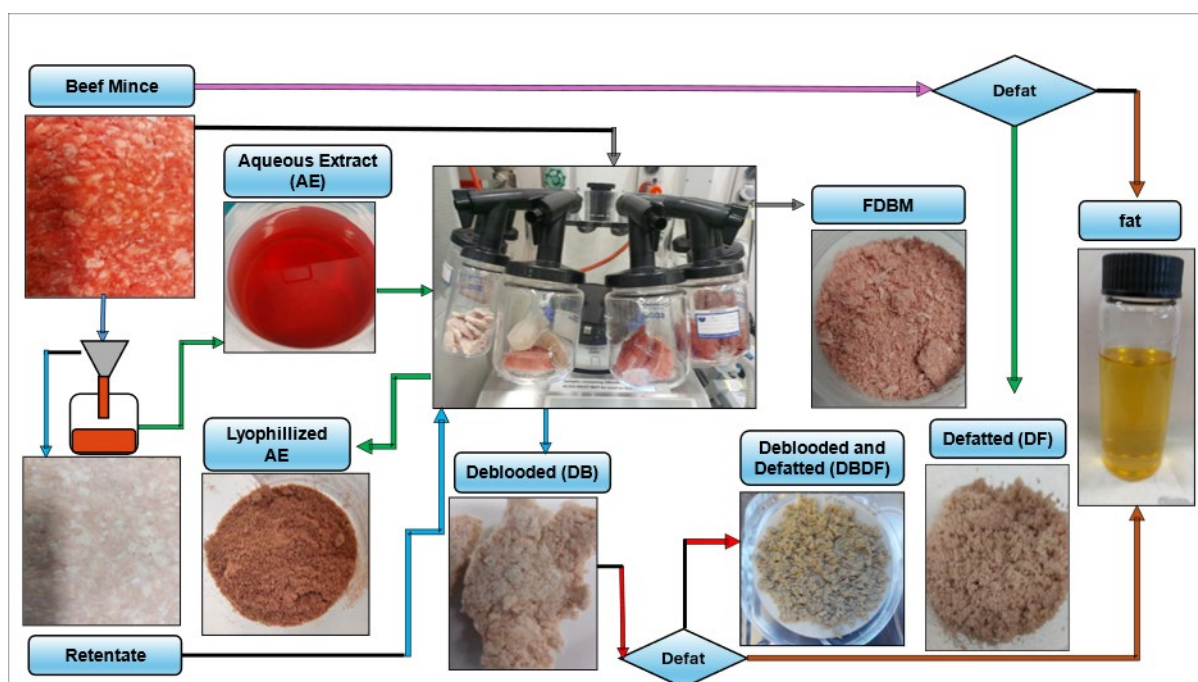 Beef Mince
Defat
Aqueous Extract
(AE)
FDBM
fat
Lyophillized
AE
Deblooded (DB)
Deblooded and
Defatted (DBDF)
Defatted (DF)
Retentate
Defat